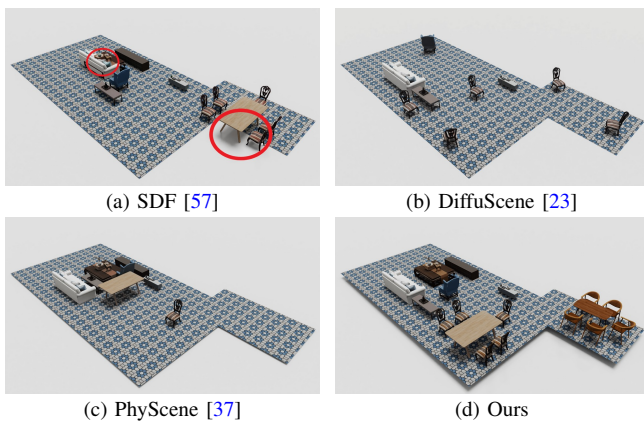 (a) SDF [57]
(b) DiffuScene [23]
(c) PhyScene [37]
(d) Ours